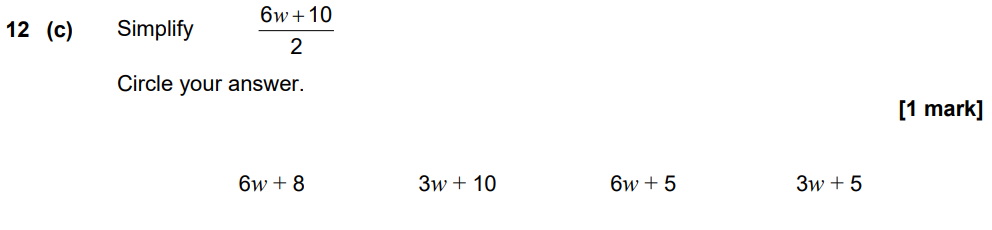 12 (c) Simplify 6w + 10
2
Circle your answer.
[1 mark]
6w + 8 3w + 10 6w + 5 3w + 5